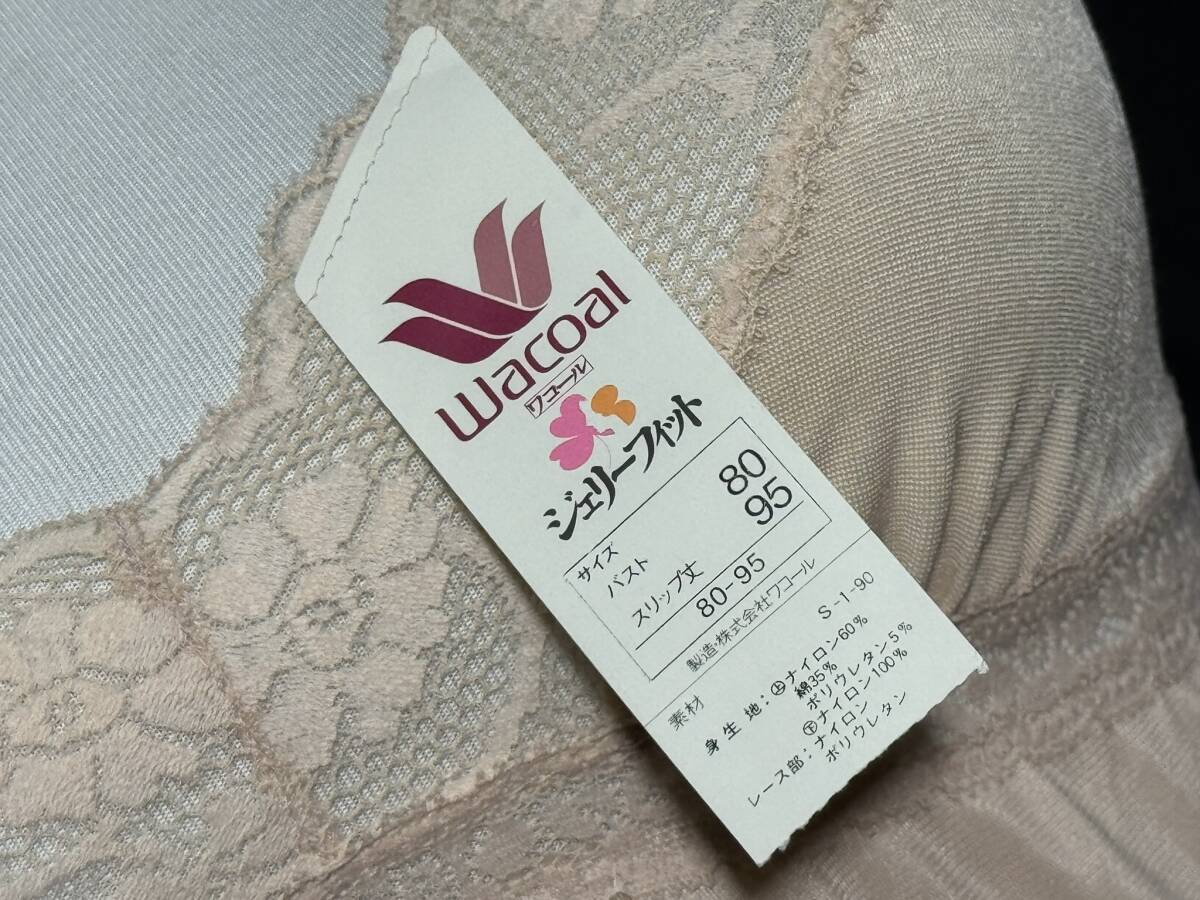 Wacoal
ワコール
ジェリーフィット
サイズ
バスト 80
スリップ丈 95
80-95
製造・株式会社ワコール
S-1-90
素材
身生地:㊤ナイロン60%
綿35%
ポリウレタン5%
㊦ナイロン100%
レース部:ナイロン
ポリウレタン